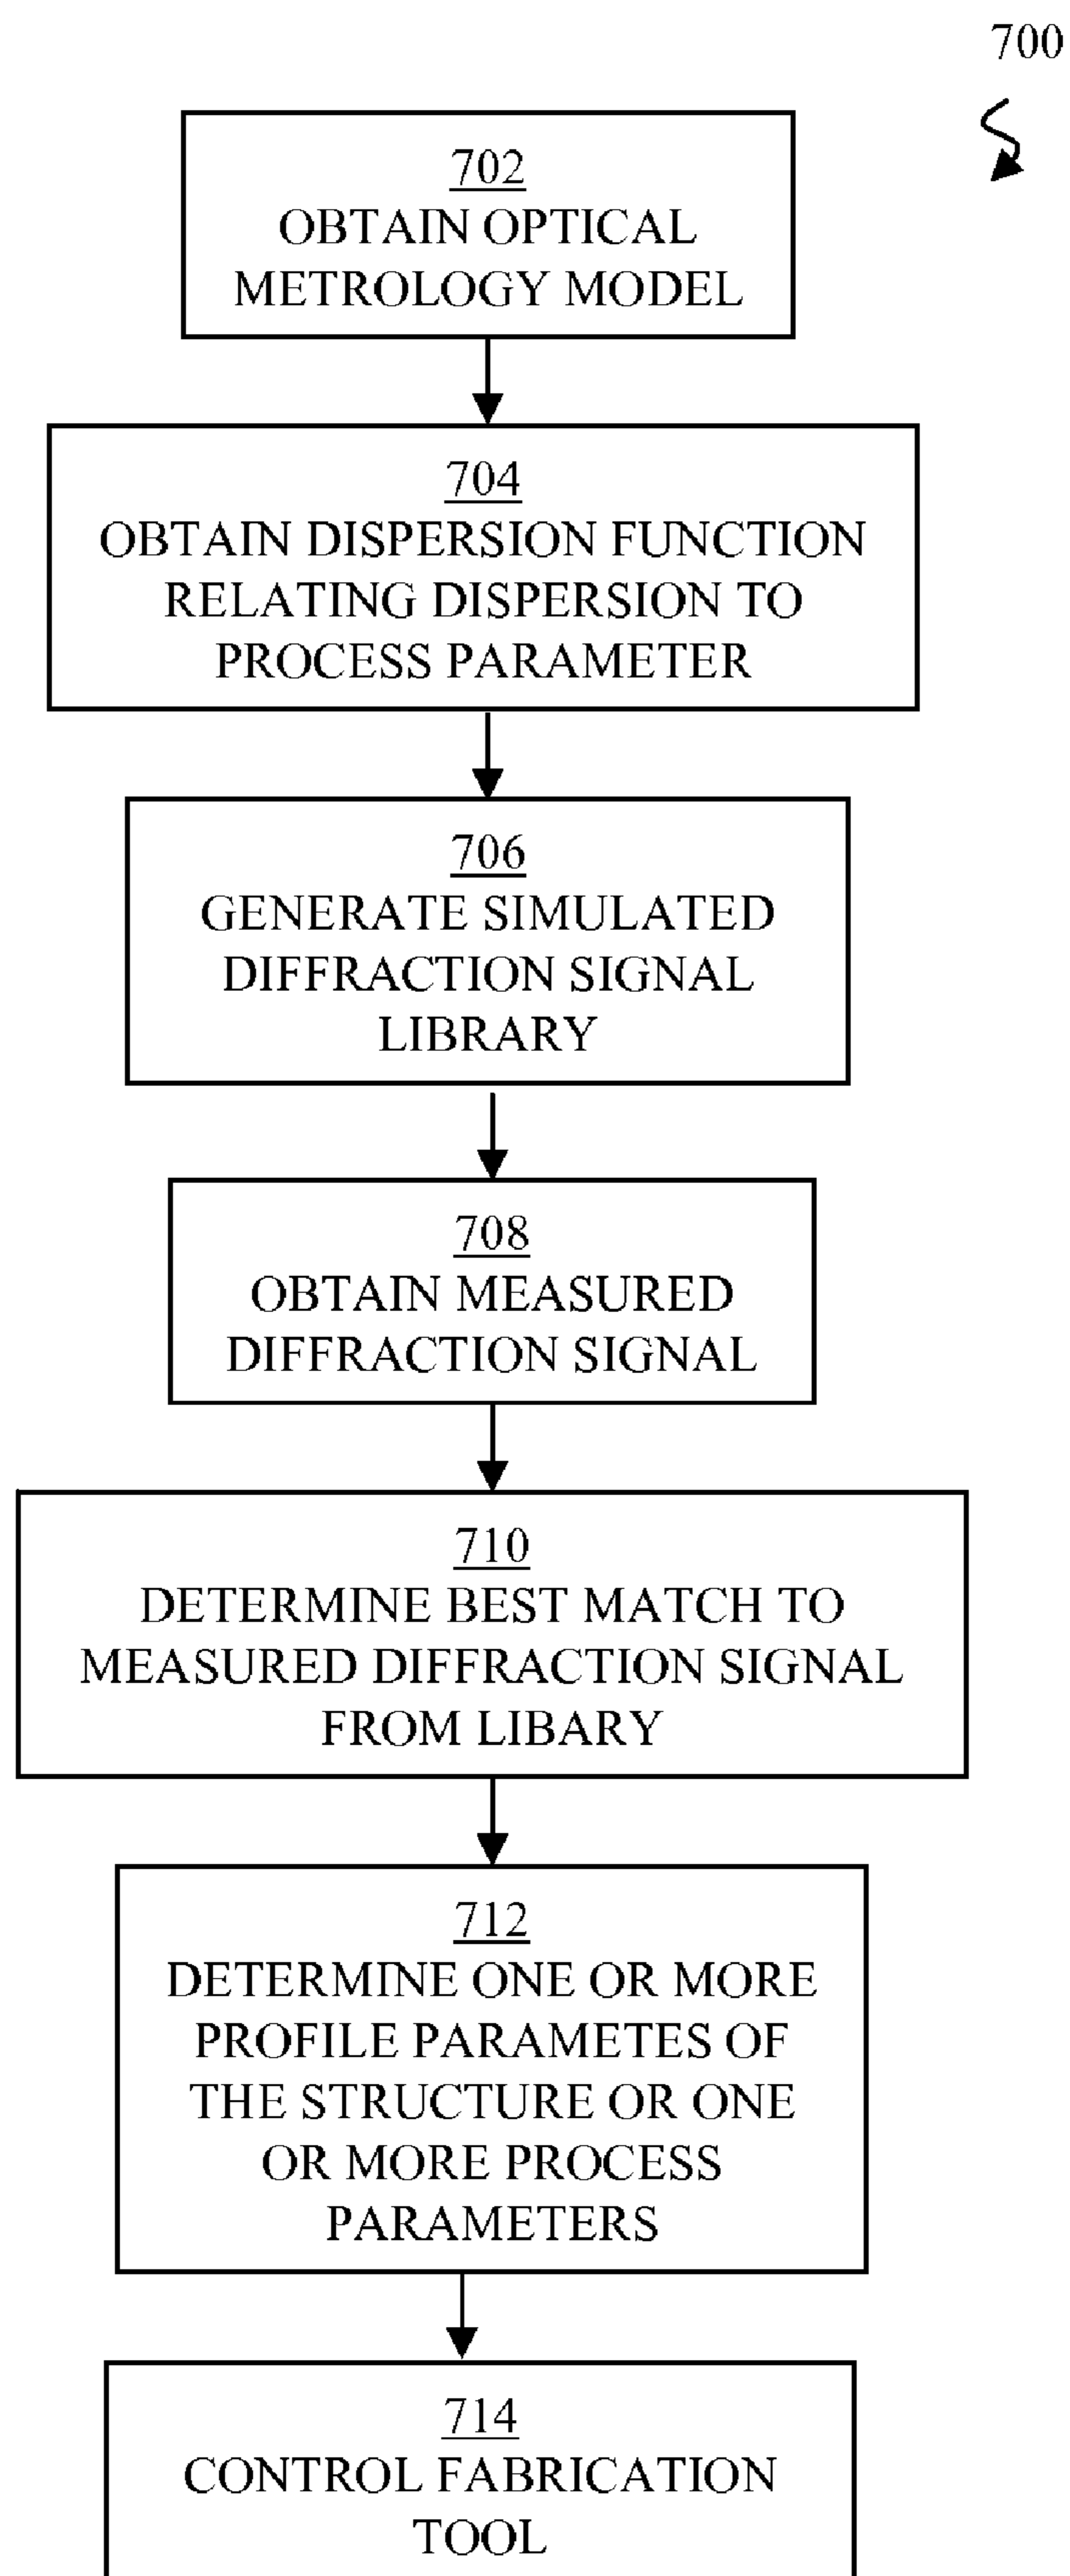 700
702
OBTAIN OPTICAL
METROLOGY MODEL
704
OBTAIN DISPERSION FUNCTION
RELATING DISPERSION TO
PROCESS PARAMETER
706
GENERATE SIMULATED
DIFFRACTION SIGNAL
LIBRARY
708
OBTAIN MEASURED
DIFFRACTION SIGNAL
710
DETERMINE BEST MATCH TO
MEASURED DIFFRACTION SIGNAL
FROM LIBARY
712
DETERMINE ONE OR MORE
PROFILE PARAMETES OF
THE STRUCTURE OR ONE
OR MORE PROCESS
PARAMETERS
714
CONTROL FABRICATION
TOOL